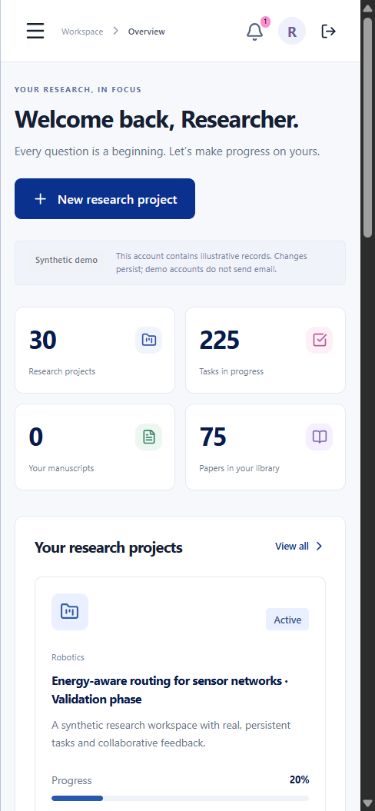 Workspace > Overview
1
R
YOUR RESEARCH, IN FOCUS
Welcome back, Researcher.
Every question is a beginning. Let's make progress on yours.
+ New research project
Synthetic demo
This account contains illustrative records. Changes
persist; demo accounts do not send email.
30
Research projects
225
Tasks in progress
0
Your manuscripts
75
Papers in your library
Your research projects
View all >
Active
Robotics
Energy-aware routing for sensor networks ·
Validation phase
A synthetic research workspace with real, persistent
tasks and collaborative feedback.
Progress
20%